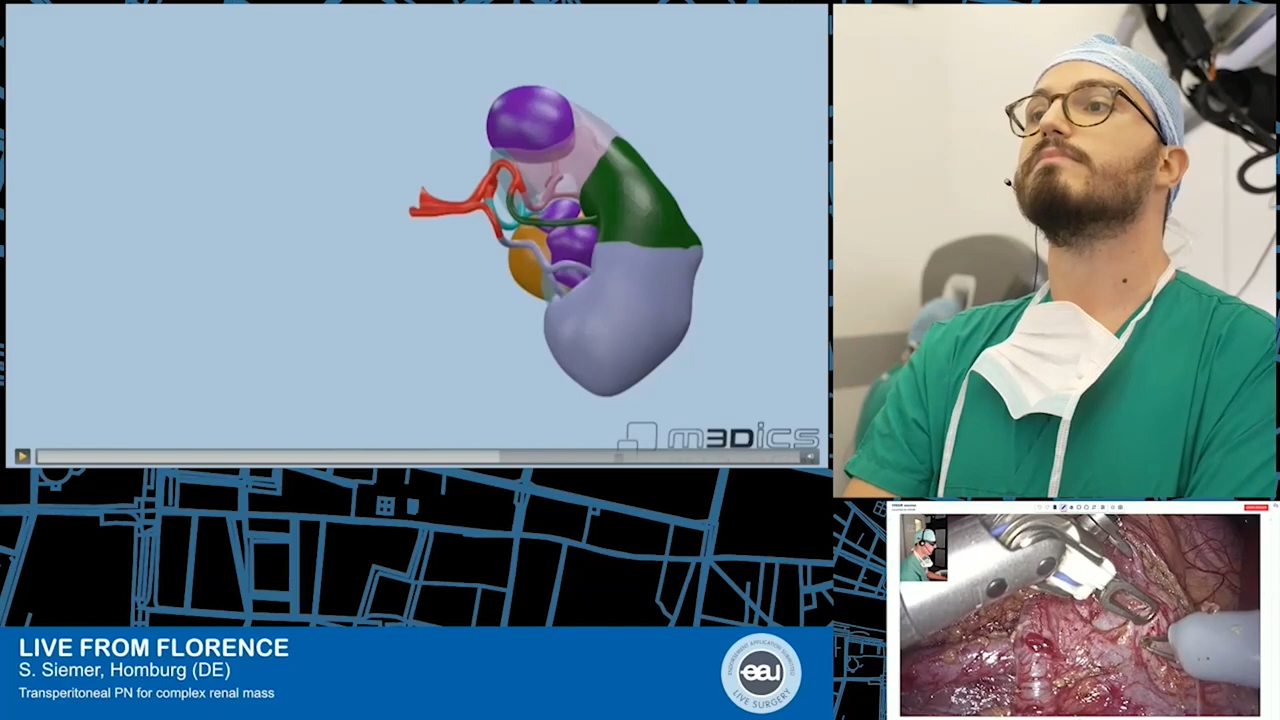 m3Dics
LIVE FROM FLORENCE
S. Siemer, Homburg (DE)
Transperitoneal PN for complex renal mass
eau
LIVE SURGERY